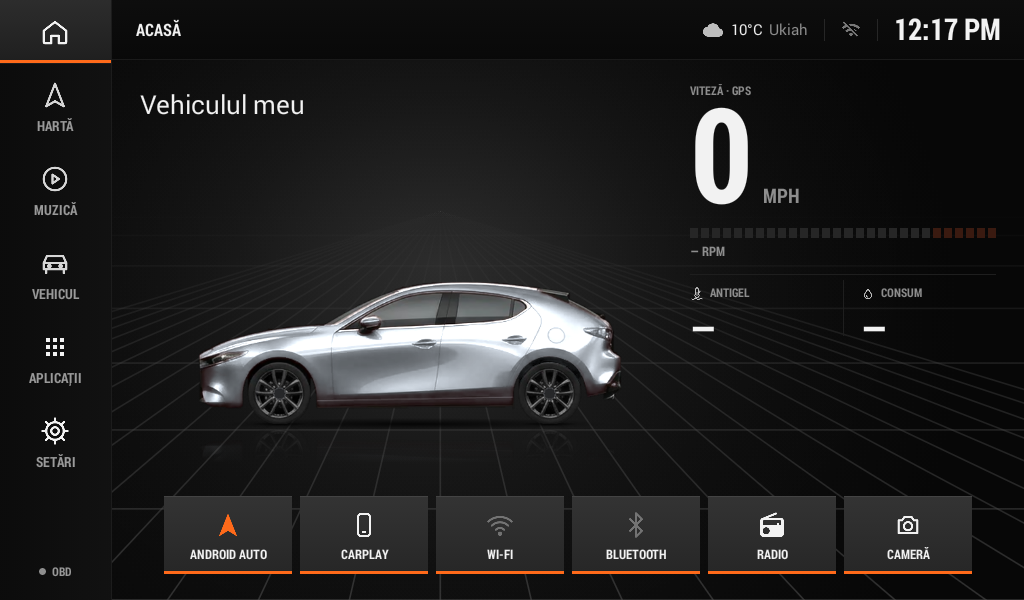 ACASĂ
10°C Ukiah
12:17 PM
HARTĂ
MUZICĂ
VEHICUL
APLICAȚII
SETĂRI
OBD
Vehiculul meu
VITEZĂ · GPS
0 MPH
– RPM
ANTIGEL
CONSUM
– –
ANDROID AUTO
CARPLAY
WI-FI
BLUETOOTH
RADIO
CAMERĂ